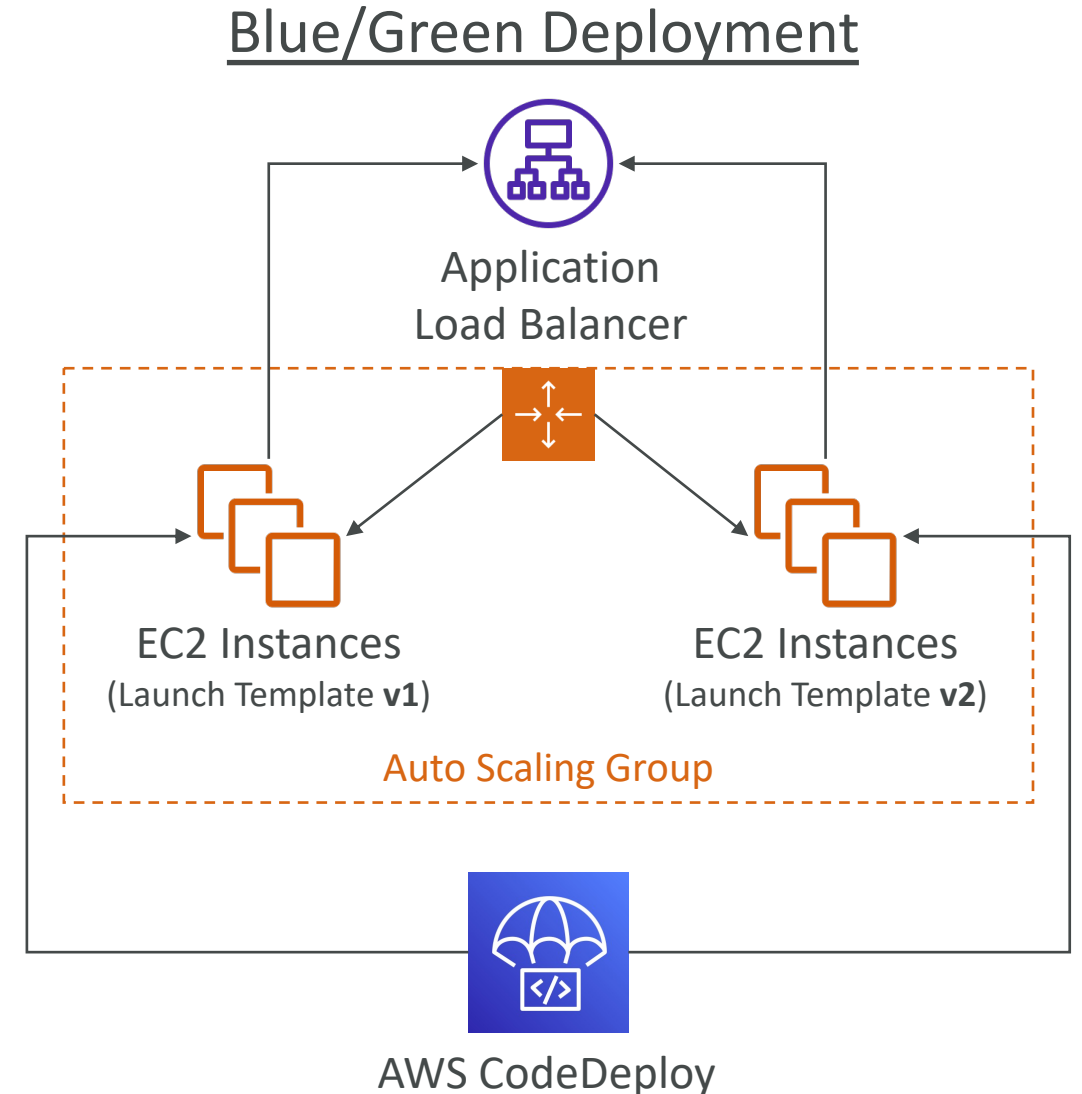 Blue/Green Deployment
Application
Load Balancer
EC2 Instances
(Launch Template v1)
EC2 Instances
(Launch Template v2)
Auto Scaling Group
</>
AWS CodeDeploy